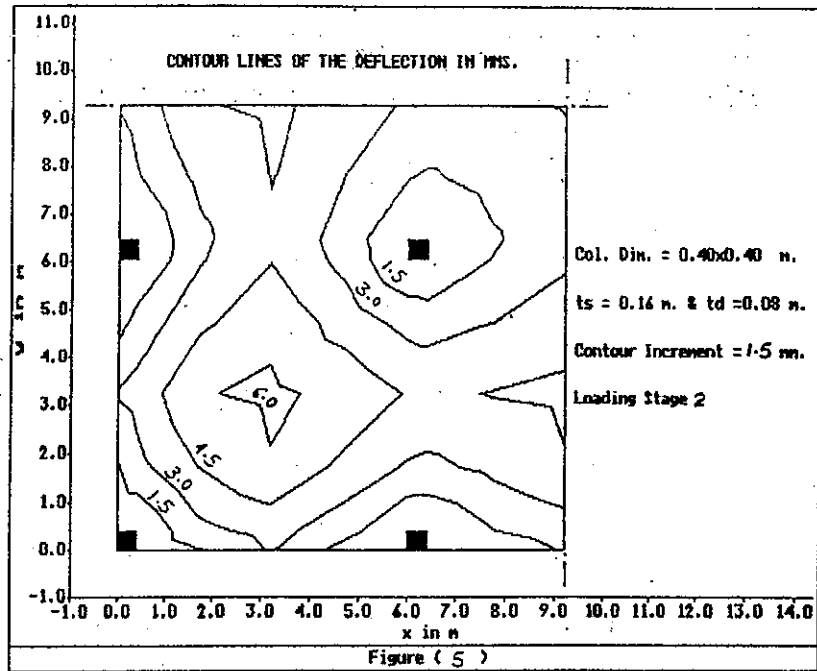 CONTOUR LINES OF THE DEFLECTION IN MMS.
11.0
10.0
9.0
8.0
7.0
6.0
5.0
4.0
3.0
2.0
1.0
0.0
-1.0
in m
1.5
3.0
6.0
4.5
3.0
1.5
Col. Dim. = 0.40x0.40 m.
ts = 0.16 m. & td =0.08 m.
Contour Increment =1.5 mm.
Loading Stage 2
-1.0 0.0 1.0 2.0 3.0 4.0 5.0 6.0 7.0 8.0 9.0 10.0 11.0 12.0 13.0 14.0
x in m
Figure ( 5 )